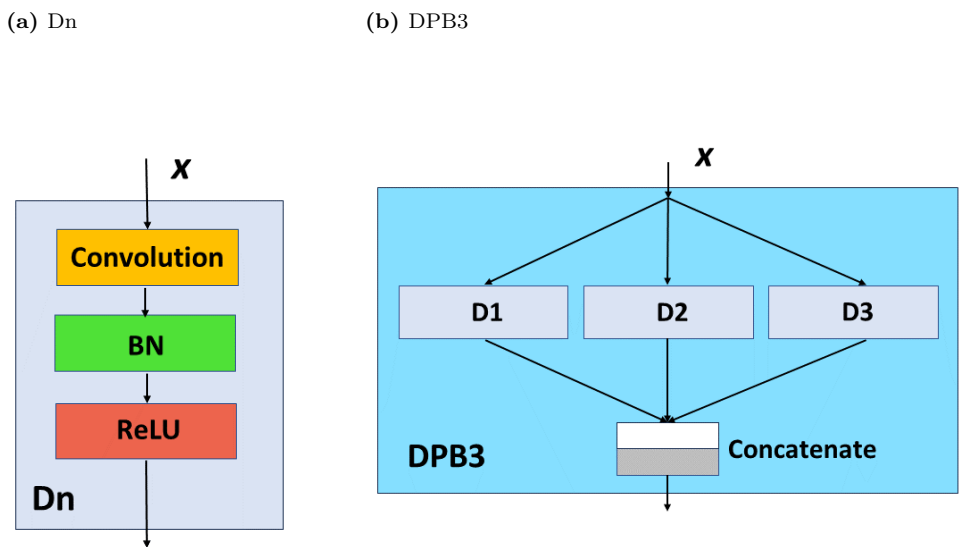 (a) Dn
(b) DPB3
x
Convolution
BN
ReLU
Dn
x
D1
D2
D3
Concatenate
DPB3